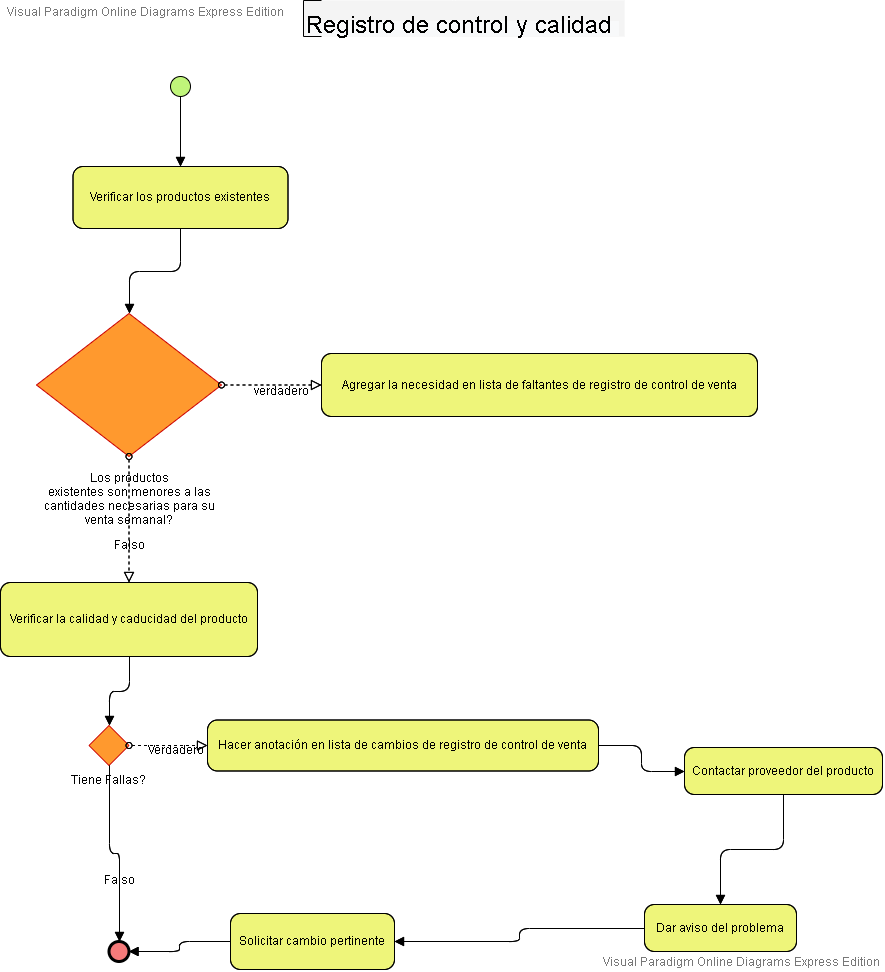 Visual Paradigm Online Diagrams Express Edition
Registro de control y calidad
Verificar los productos existentes
verdadero
Agregar la necesidad en lista de faltantes de registro de control de venta
Los productos
existentes son menores a las
cantidades necesarias para su
venta semanal?
Falso
Verificar la calidad y caducidad del producto
Verdadero
Hacer anotación en lista de cambios de registro de control de venta
Contactar proveedor del producto
Tiene Fallas?
Falso
Dar aviso del problema
Solicitar cambio pertinente
Visual Paradigm Online Diagrams Express Edition